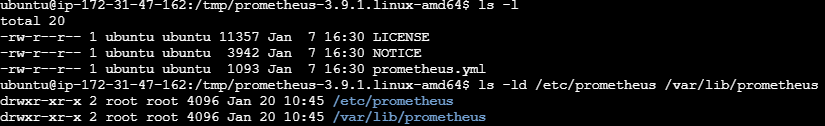 ubuntu@ip-172-31-47-162:/tmp/prometheus-3.9.1.linux-amd64$ ls -l
total 20
-rw-r--r-- 1 ubuntu ubuntu 11357 Jan  7 16:30 LICENSE
-rw-r--r-- 1 ubuntu ubuntu  3942 Jan  7 16:30 NOTICE
-rw-r--r-- 1 ubuntu ubuntu  1093 Jan  7 16:30 prometheus.yml
ubuntu@ip-172-31-47-162:/tmp/prometheus-3.9.1.linux-amd64$ ls -ld /etc/prometheus /var/lib/prometheus
drwxr-xr-x 2 root root 4096 Jan 20 10:45 /etc/prometheus
drwxr-xr-x 2 root root 4096 Jan 20 10:45 /var/lib/prometheus